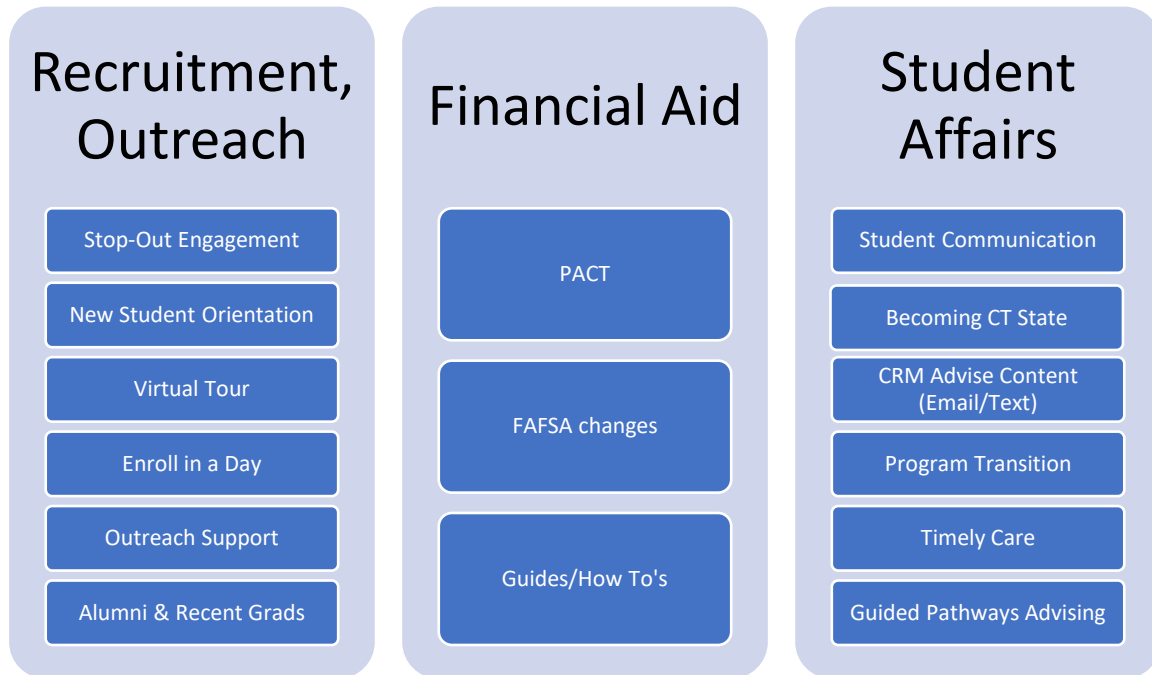 Recruitment,
Outreach
Stop-Out Engagement
New Student Orientation
Virtual Tour
Enroll in a Day
Outreach Support
Alumni & Recent Grads
Financial Aid
PACT
FAFSA changes
Guides/How To's
Student
Affairs
Student Communication
Becoming CT State
CRM Advise Content
(Email/Text)
Program Transition
Timely Care
Guided Pathways Advising